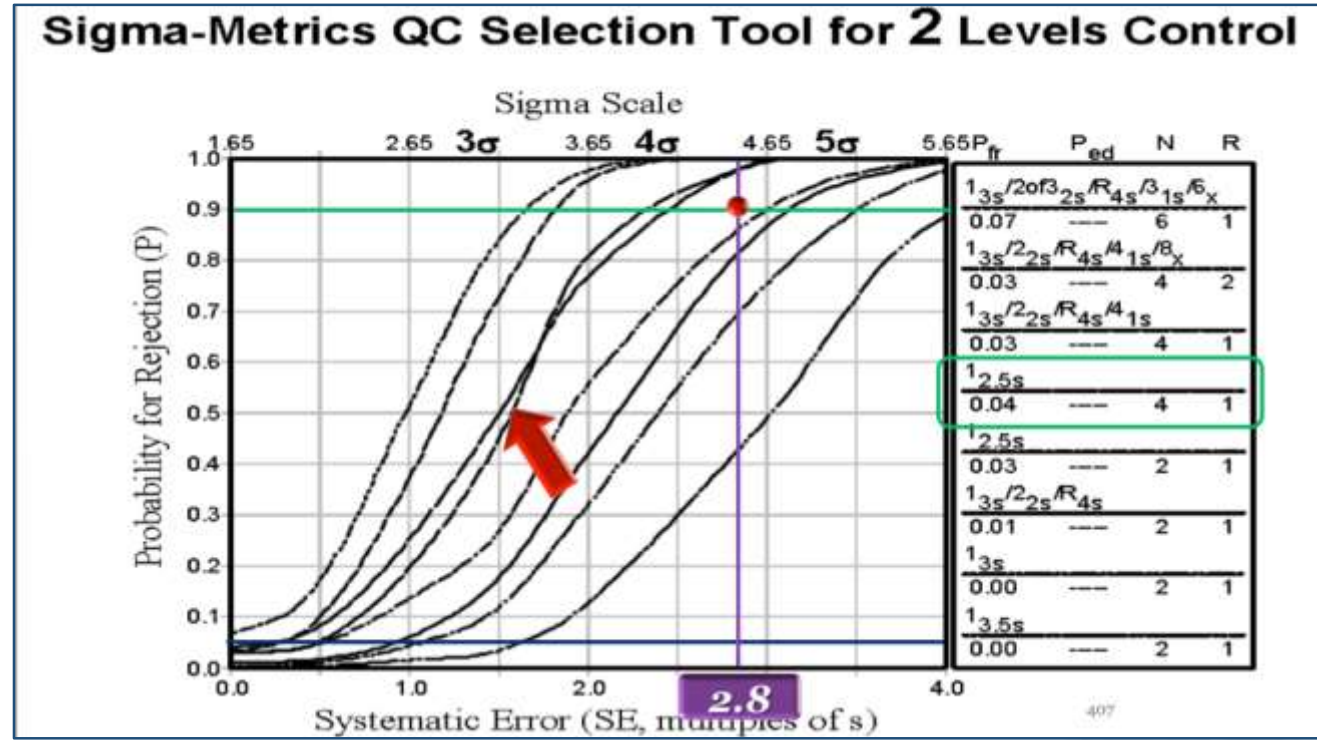 Sigma-Metrics QC Selection Tool for 2 Levels Control
Sigma Scale
1.65 2.65 3σ 3.65 4σ 4.65 5σ 5.65
Pfr Ped N R
1.0
0.9
0.8
0.7
0.6
0.5
0.4
0.3
0.2
0.1
0.0
Probability for Rejection (P)
13s/2of32s/R4s/31s/6x
0.07 ---- 6 1
13s/22s/R4s/41s/8x
0.03 ---- 4 2
13s/22s/R4s/41s
0.03 ---- 4 1
12.5s
0.04 ---- 4 1
12.5s
0.03 ---- 2 1
13s/22s/R4s
0.01 ---- 2 1
13s
0.00 ---- 2 1
13.5s
0.00 ---- 2 1
0.0 1.0 2.0 2.8 4.0
Systematic Error (SE, multiples of s)
407